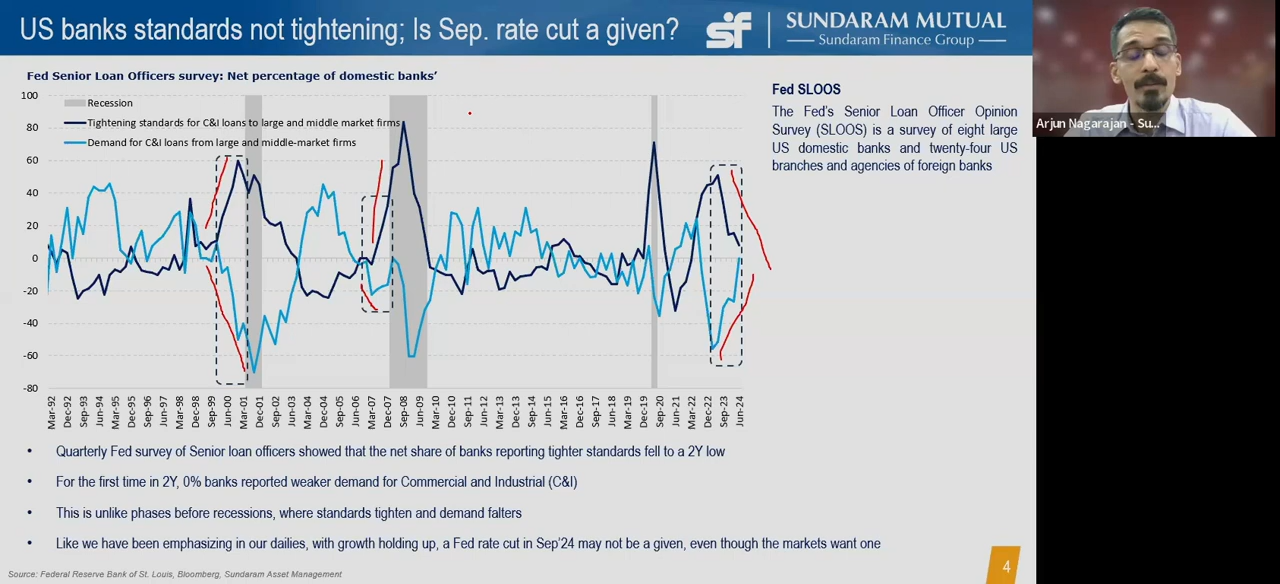 US banks standards not tightening; Is Sep. rate cut a given?
sf
SUNDARAM MUTUAL
Sundaram Finance Group
Fed Senior Loan Officers survey: Net percentage of domestic banks’
100
80
60
40
20
0
-20
-40
-60
-80
Recession
Tightening standards for C&I loans to large and middle market firms
Demand for C&I loans from large and middle-market firms
Mar-92
Dec-92
Sep-93
Jun-94
Mar-95
Dec-95
Sep-96
Jun-97
Mar-98
Dec-98
Sep-99
Jun-00
Mar-01
Dec-01
Sep-02
Jun-03
Mar-04
Dec-04
Sep-05
Jun-06
Mar-07
Dec-07
Sep-08
Jun-09
Mar-10
Dec-10
Sep-11
Jun-12
Mar-13
Dec-13
Sep-14
Jun-15
Mar-16
Dec-16
Sep-17
Jun-18
Mar-19
Dec-19
Sep-20
Jun-21
Mar-22
Dec-22
Sep-23
Jun-24
Fed SLOOS
The Fed’s Senior Loan Officer Opinion
Survey (SLOOS) is a survey of eight large
US domestic banks and twenty-four US
branches and agencies of foreign banks
Arjun Nagarajan - Su...
• Quarterly Fed survey of Senior loan officers showed that the net share of banks reporting tighter standards fell to a 2Y low
• For the first time in 2Y, 0% banks reported weaker demand for Commercial and Industrial (C&I)
• This is unlike phases before recessions, where standards tighten and demand falters
• Like we have been emphasizing in our dailies, with growth holding up, a Fed rate cut in Sep’24 may not be a given, even though the markets want one
Source: Federal Reserve Bank of St. Louis, Bloomberg, Sundaram Asset Management
4